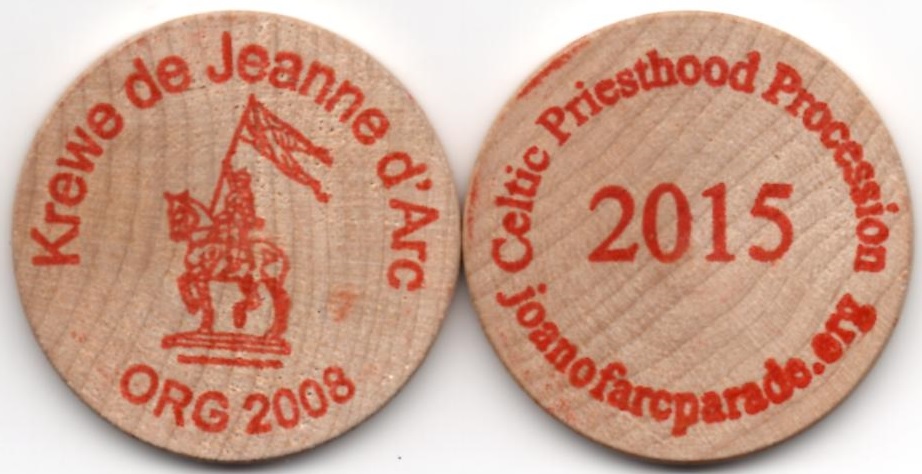 Krewe de Jeanne d'Arc
ORG 2008
Celtic Priesthood Procession
2015
joanofarcparade.org